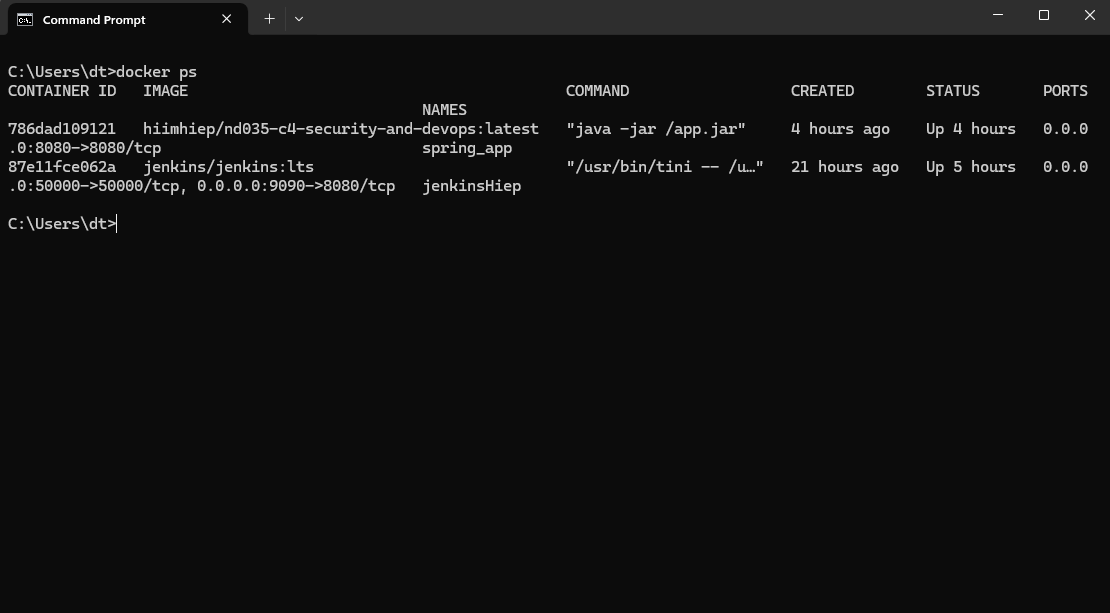 Command Prompt
C:\Users\dt>docker ps
CONTAINER ID   IMAGE                                          COMMAND           CREATED        STATUS       PORTS
                                              NAMES
786dad109121   hiimhiep/nd035-c4-security-and-devops:latest   "java -jar /app.jar"     4 hours ago    Up 4 hours   0.0.0
.0:8080->8080/tcp                             spring_app
87e11fce062a   jenkins/jenkins:lts                            "/usr/bin/tini -- /u…"   21 hours ago   Up 5 hours   0.0.0
.0:50000->50000/tcp, 0.0.0.0:9090->8080/tcp   jenkinsHiep
C:\Users\dt>